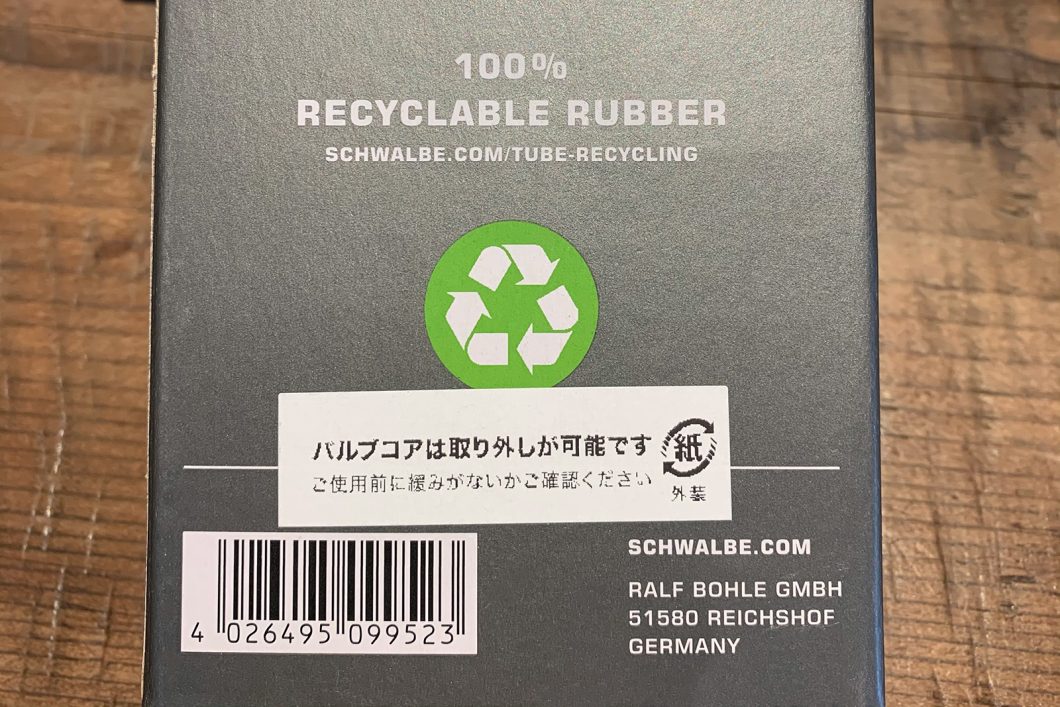 100%
RECYCLABLE RUBBER
SCHWALBE.COM/TUBE-RECYCLING
バルブコアは取り外しが可能です
ご使用前に緩みがないかご確認ください
紙
外装
4 026495 099523
SCHWALBE.COM
RALF BOHLE GMBH
51580 REICHSHOF
GERMANY